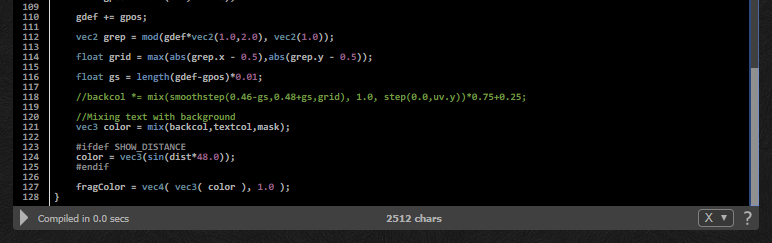 109
110 gdef += gpos;
111
112 vec2 grep = mod(gdef*vec2(1.0,2.0), vec2(1.0));
113
114 float grid = max(abs(grep.x - 0.5),abs(grep.y - 0.5));
115
116 float gs = length(gdef-gpos)*0.01;
117
118 //backcol *= mix(smoothstep(0.46-gs,0.48+gs,grid), 1.0, step(0.0,uv.y))*0.75+0.25;
119
120 //Mixing text with background
121 vec3 color = mix(backcol,textcol,mask);
122
123 #ifdef SHOW_DISTANCE
124 color = vec3(sin(dist*48.0));
125 #endif
126
127 fragColor = vec4( vec3( color ), 1.0 );
128 }
Compiled in 0.0 secs 2512 chars X ▼ ?